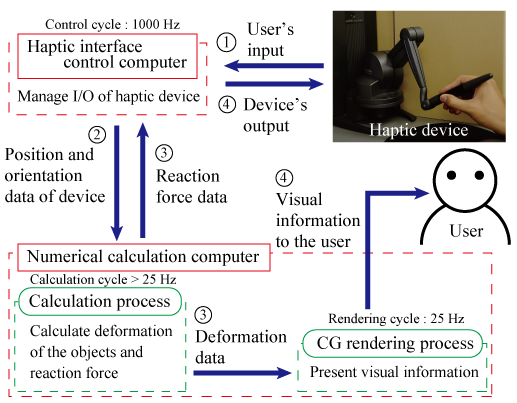 Control cycle : 1000 Hz
Haptic interface
control computer
Manage I/O of haptic device
①
User's
input
④
Device's
output
Haptic device
②
Position and
orientation
data of device
③
Reaction
force data
④
Visual
information
to the user
User
Numerical calculation computer
Calculation cycle > 25 Hz
Calculation process
Calculate deformation
of the objects and
reaction force
③
Deformation
data
Rendering cycle : 25 Hz
CG rendering process
Present visual information